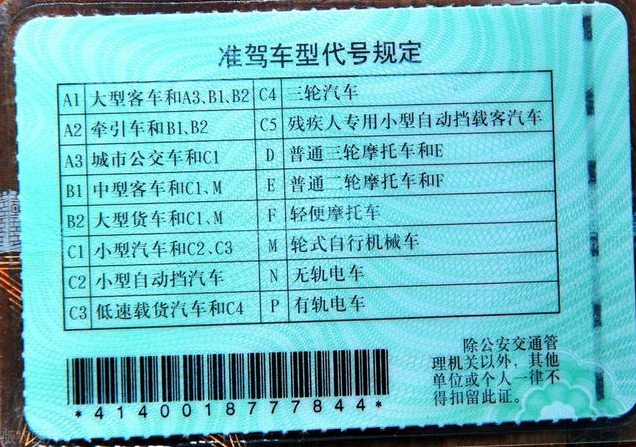 准驾车型代号规定
A1 大型客车和A3、B1、B2 C4 三轮汽车
A2 牵引车和B1、B2 C5 残疾人专用小型自动挡载客汽车
A3 城市公交车和C1 D 普通三轮摩托车和E
B1 中型客车和C1、M E 普通二轮摩托车和F
B2 大型货车和C1、M F 轻便摩托车
C1 小型汽车和C2、C3 M 轮式自行机械车
C2 小型自动挡汽车 N 无轨电车
C3 低速载货汽车和C4 P 有轨电车
除公安交通管
理机关以外，其他
单位或个人一律不
得扣留此证。
*4140018777844*